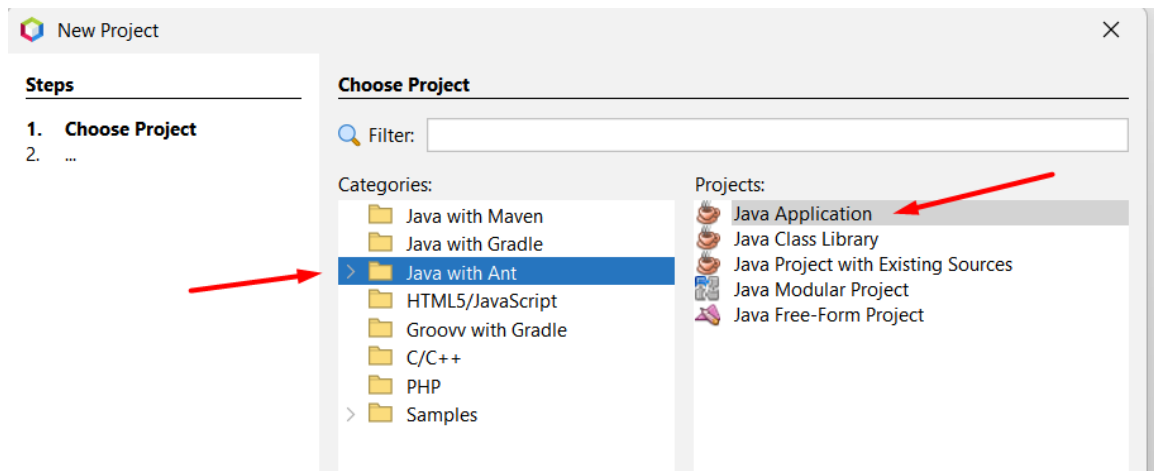 New Project
Steps
1. Choose Project
2. ...
Choose Project
Filter:
Categories:
Java with Maven
Java with Gradle
Java with Ant
HTML5/JavaScript
Groovy with Gradle
C/C++
PHP
Samples
Projects:
Java Application
Java Class Library
Java Project with Existing Sources
Java Modular Project
Java Free-Form Project